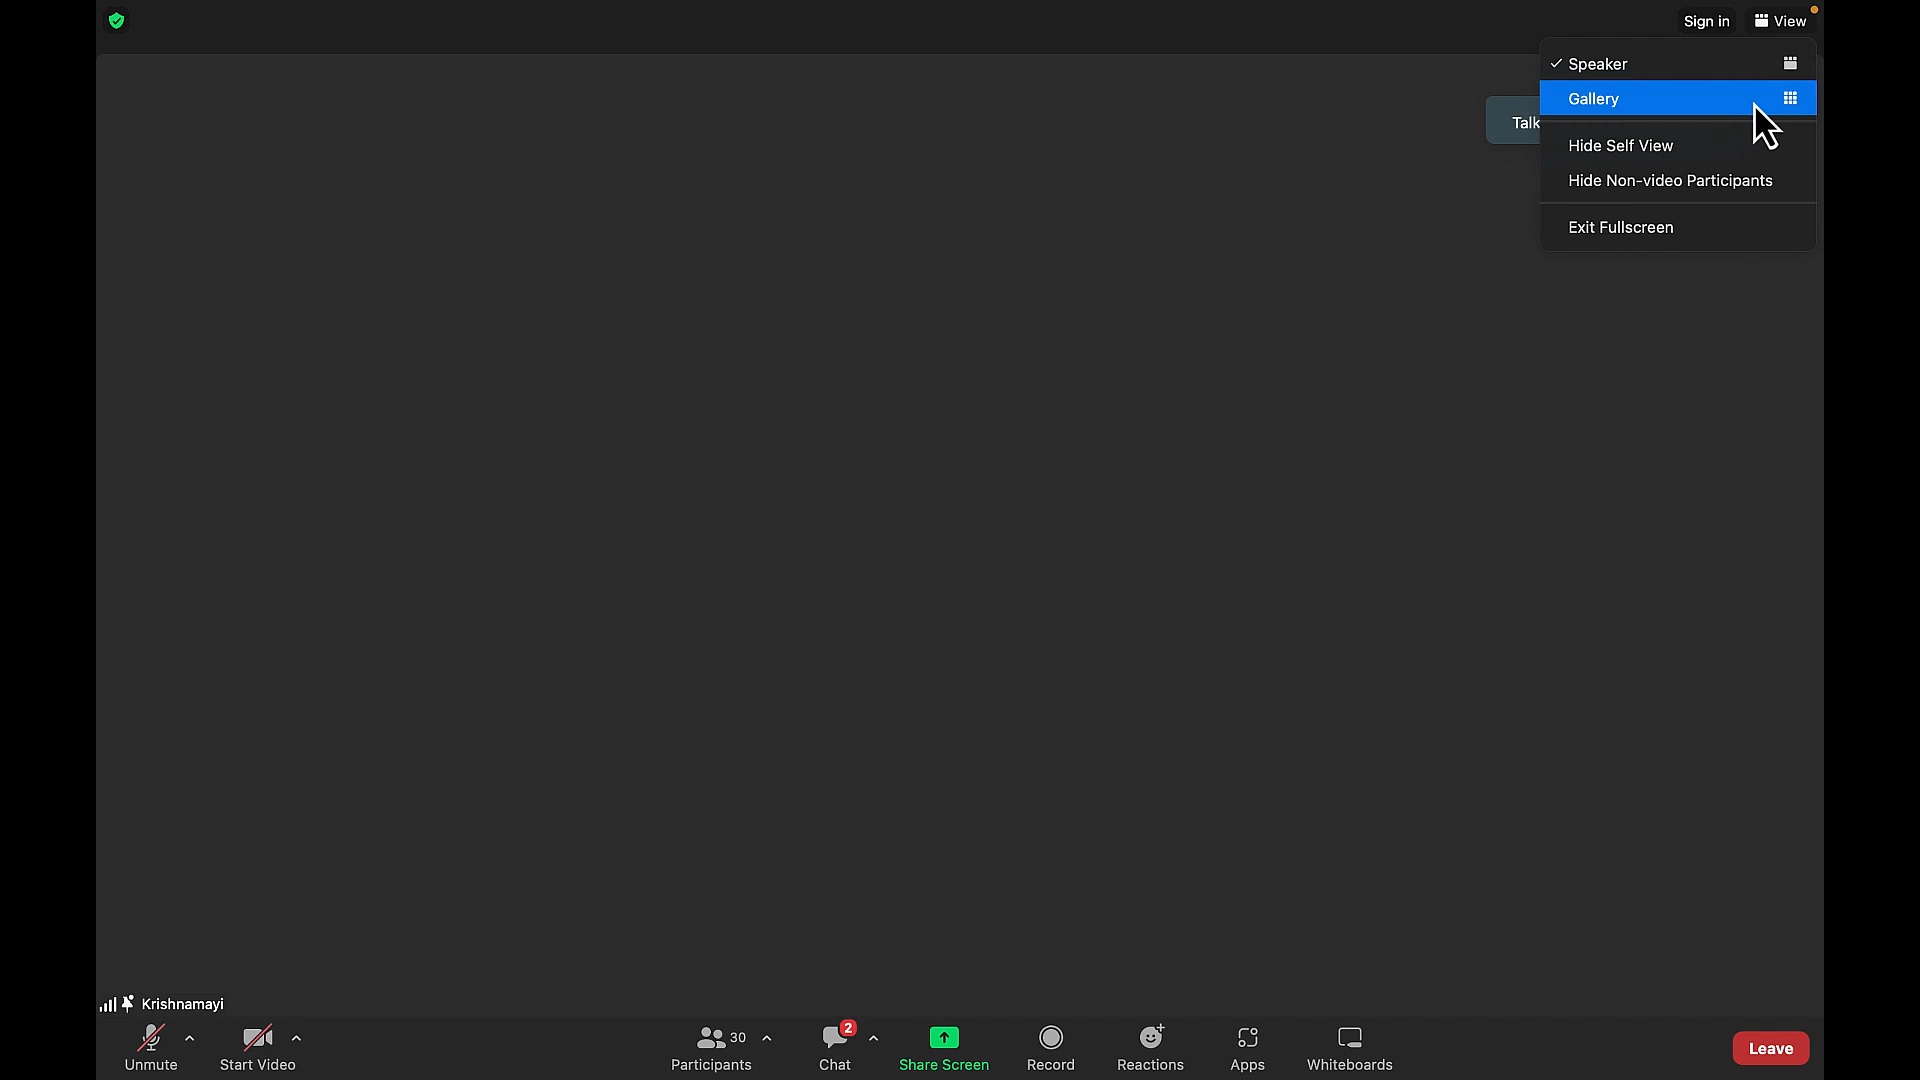 Sign in
View
Speaker
Gallery
Talk
Hide Self View
Hide Non-video Participants
Exit Fullscreen
Krishnamayi
30
2
Unmute
Start Video
Participants
Chat
Share Screen
Record
Reactions
Apps
Whiteboards
Leave